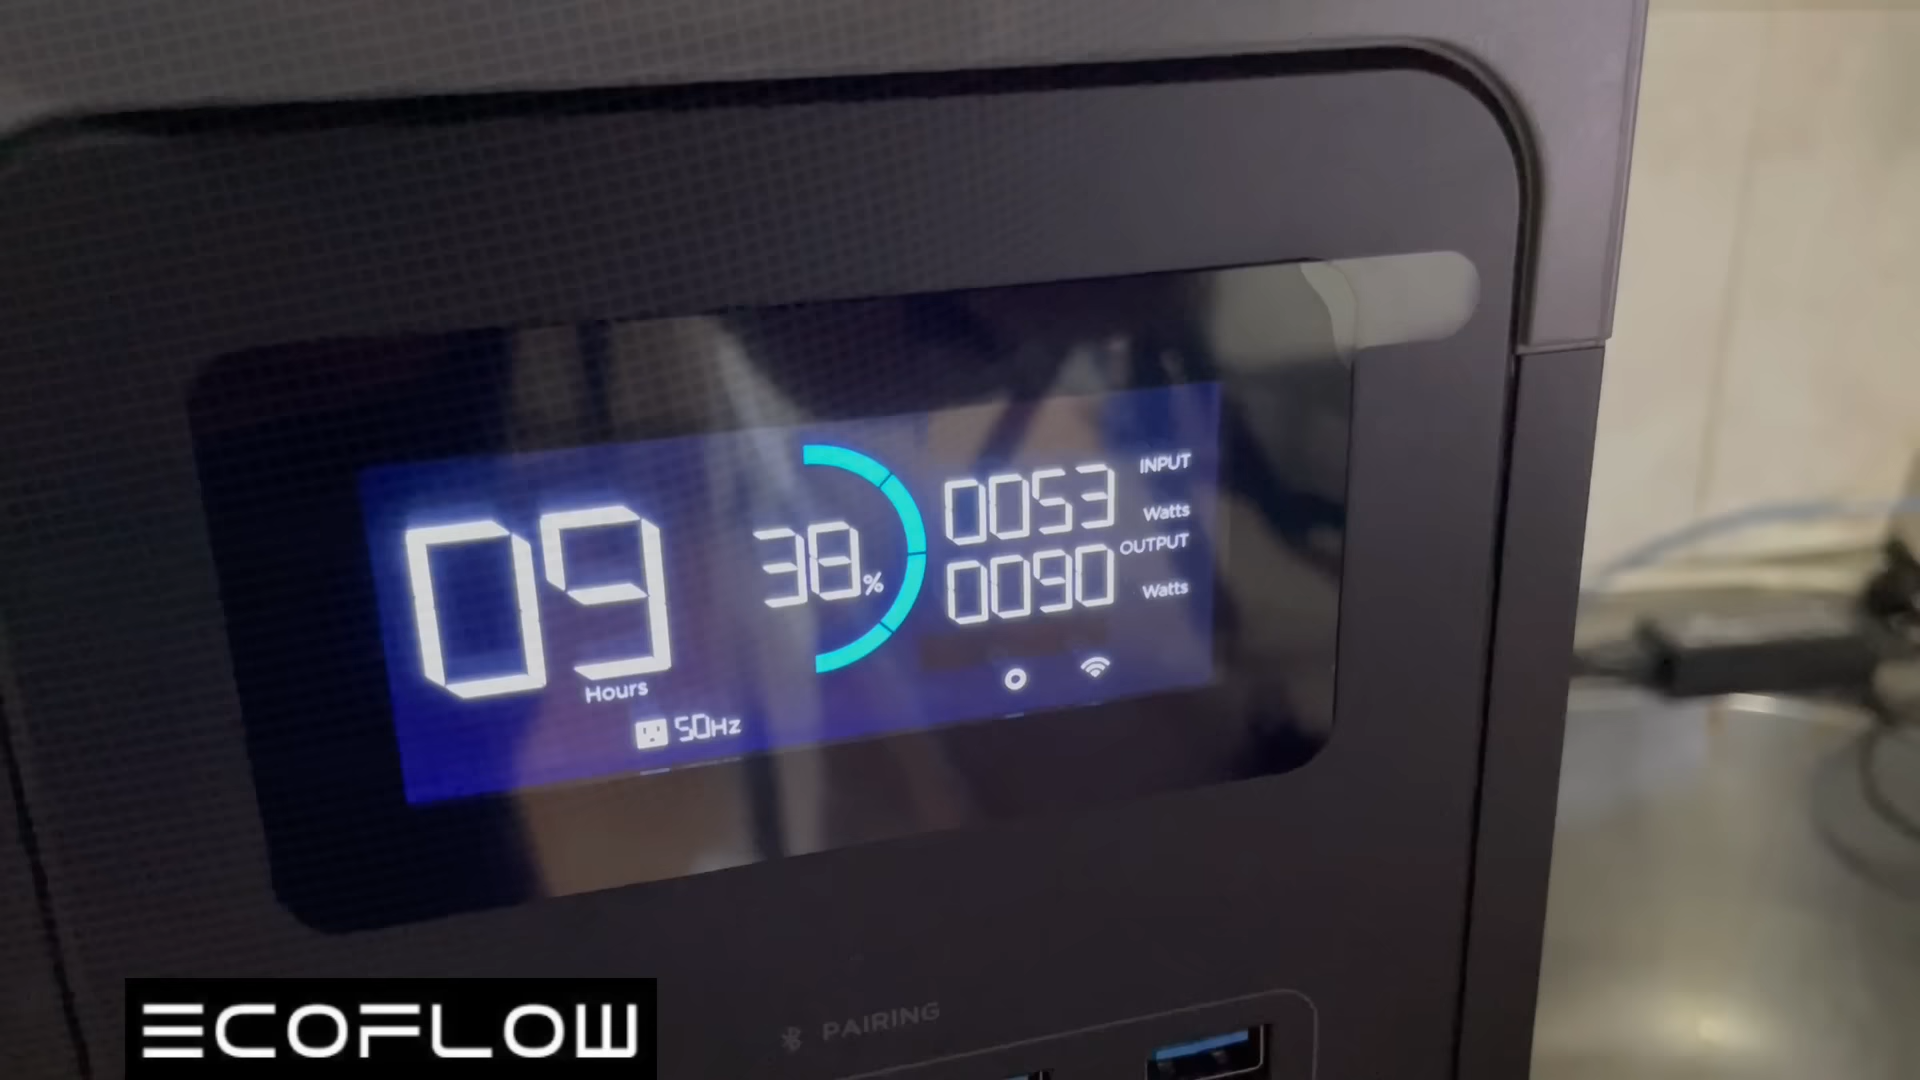 09
Hours
50Hz
38%
0053
INPUT
Watts
0090
OUTPUT
Watts
PAIRING
ECOFLOW